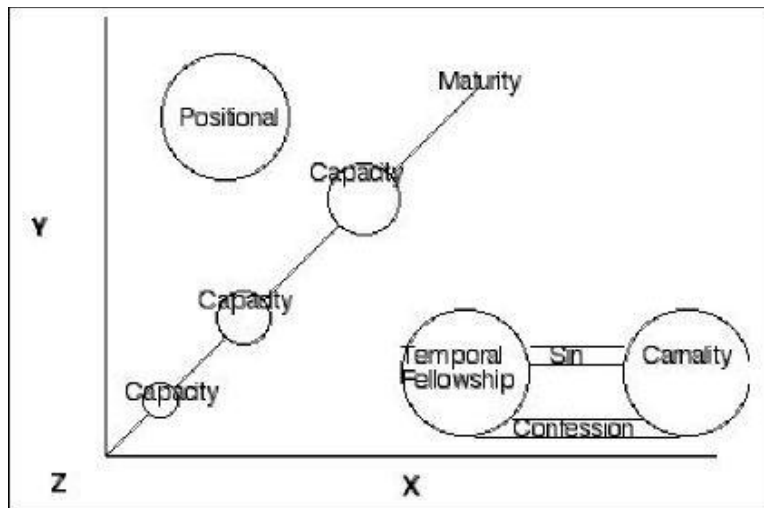 Maturity
Positional
Capacity
Y
Capacity
Temporal
Fellowship
Sin
Carnality
Capacity
Confession
Z
X